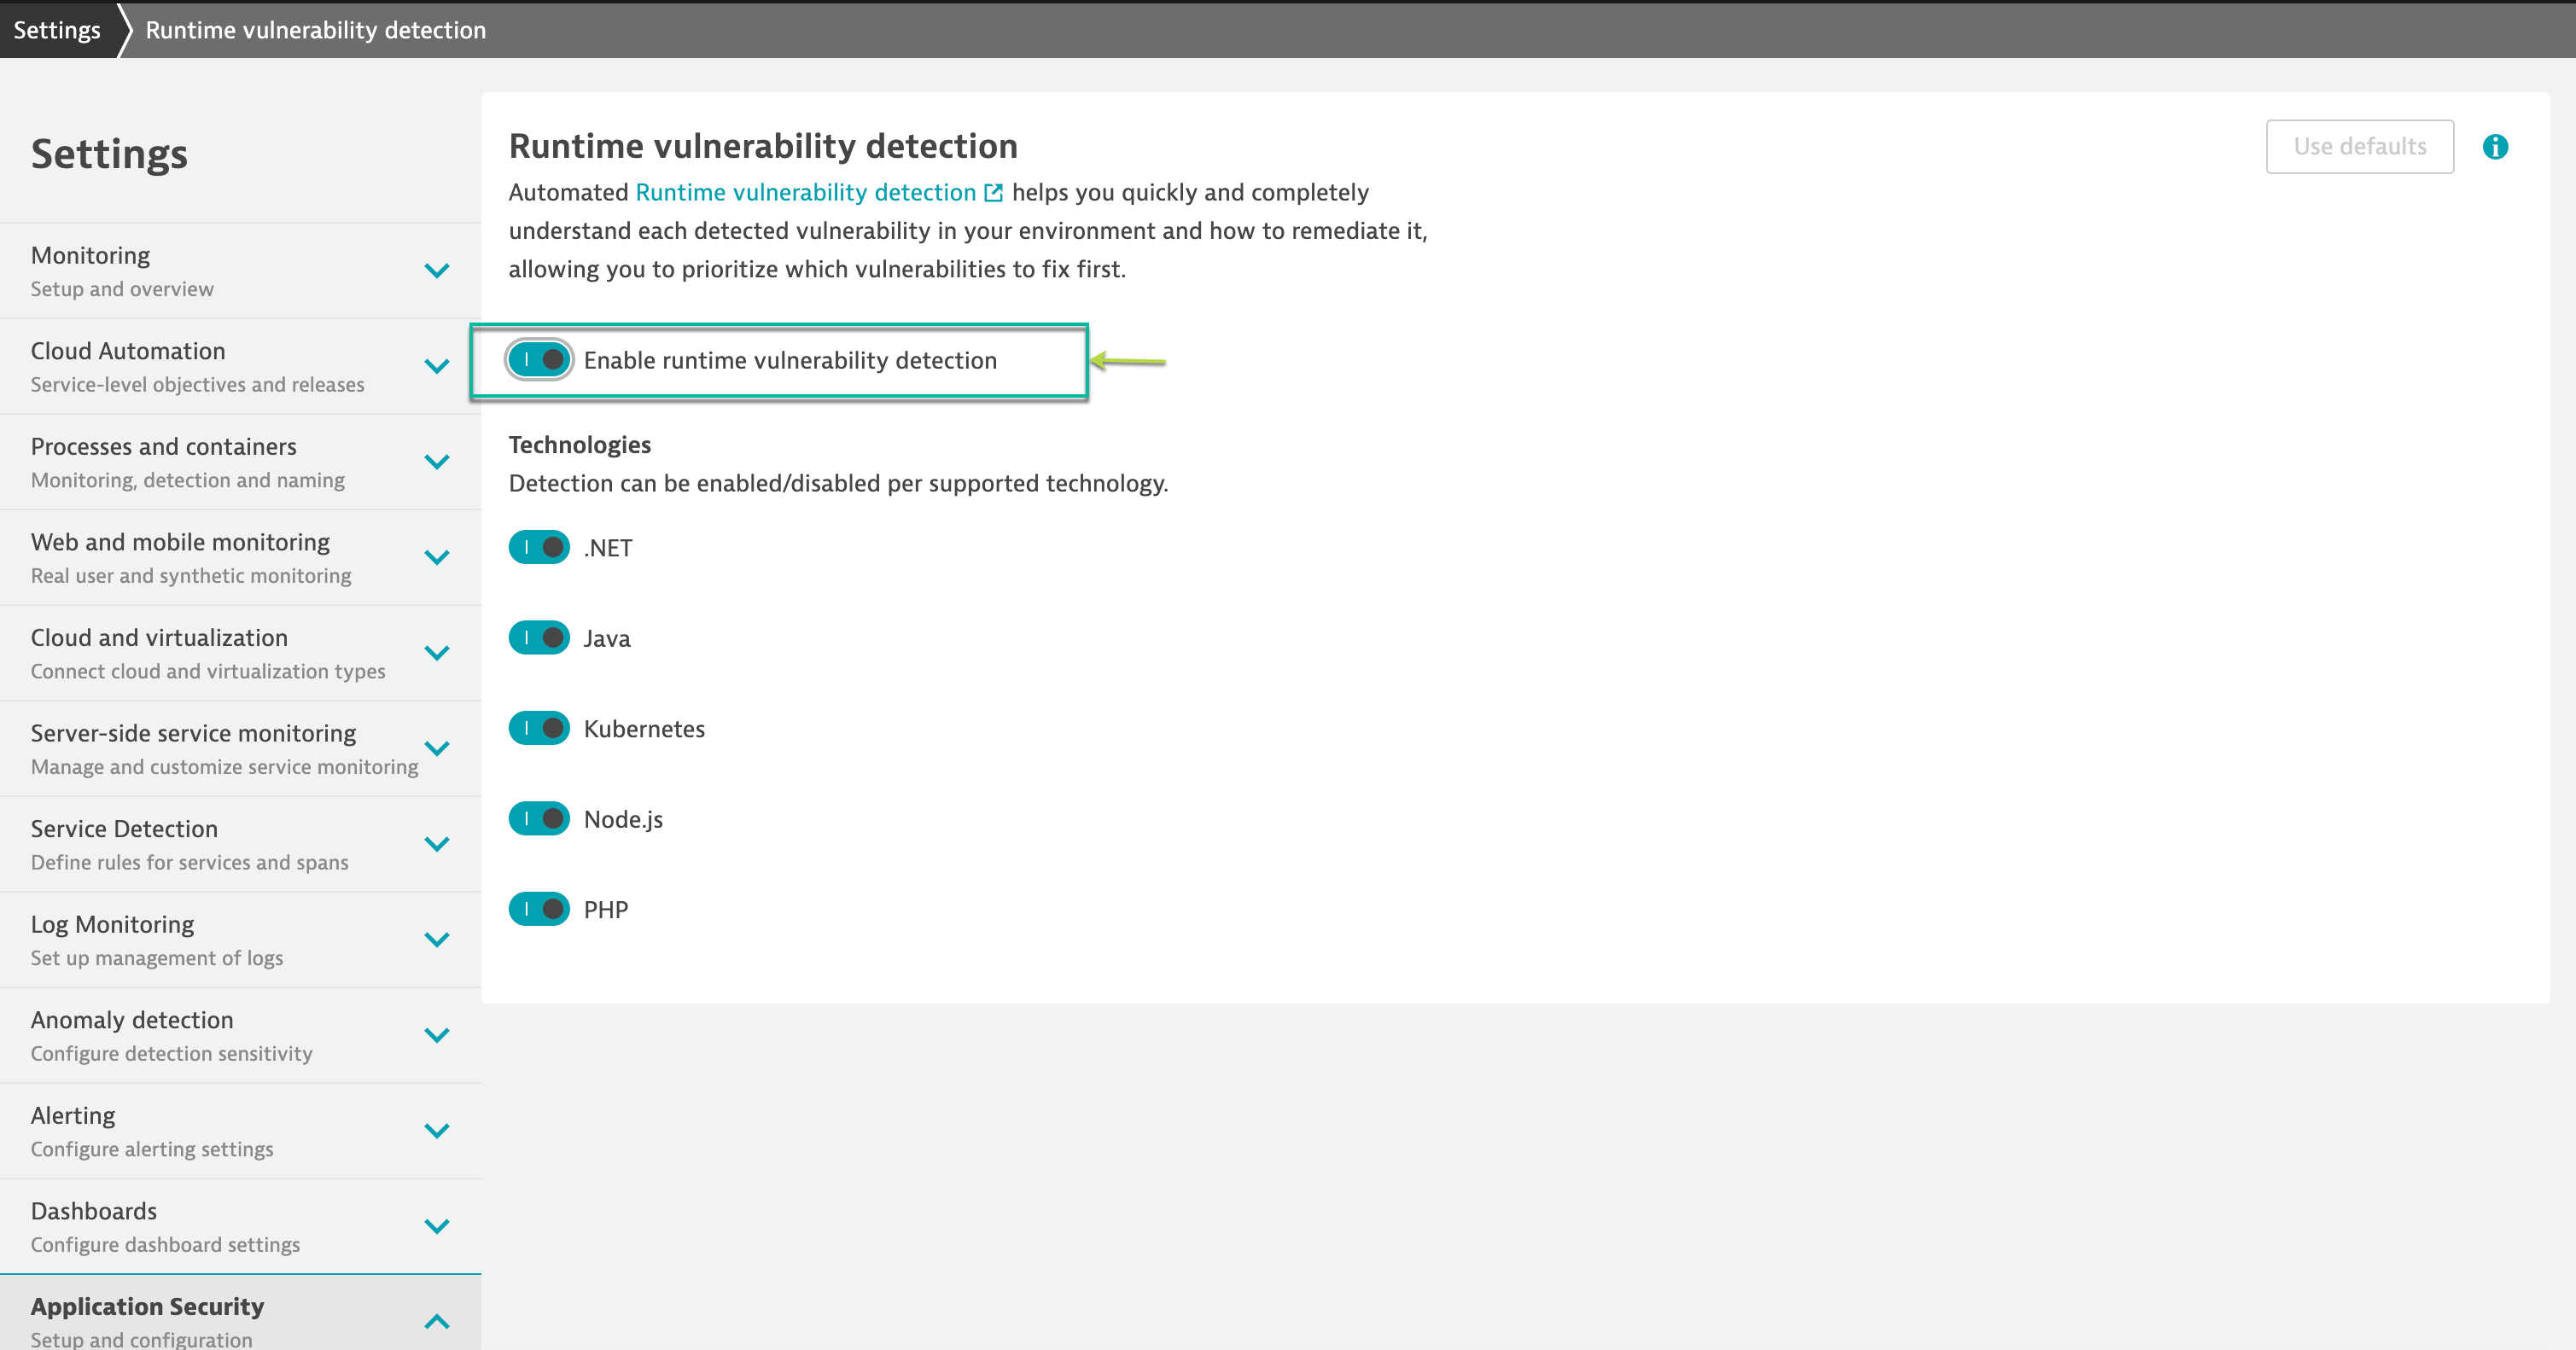 Settings
Runtime vulnerability detection
Settings
Monitoring
Setup and overview
Cloud Automation
Service-level objectives and releases
Processes and containers
Monitoring, detection and naming
Web and mobile monitoring
Real user and synthetic monitoring
Cloud and virtualization
Connect cloud and virtualization types
Server-side service monitoring
Manage and customize service monitoring
Service Detection
Define rules for services and spans
Log Monitoring
Set up management of logs
Anomaly detection
Configure detection sensitivity
Alerting
Configure alerting settings
Dashboards
Configure dashboard settings
Application Security
Setup and configuration
Runtime vulnerability detection
Use defaults
Automated Runtime vulnerability detection helps you quickly and completely
understand each detected vulnerability in your environment and how to remediate it,
allowing you to prioritize which vulnerabilities to fix first.
Enable runtime vulnerability detection
Technologies
Detection can be enabled/disabled per supported technology.
.NET
Java
Kubernetes
Node.js
PHP